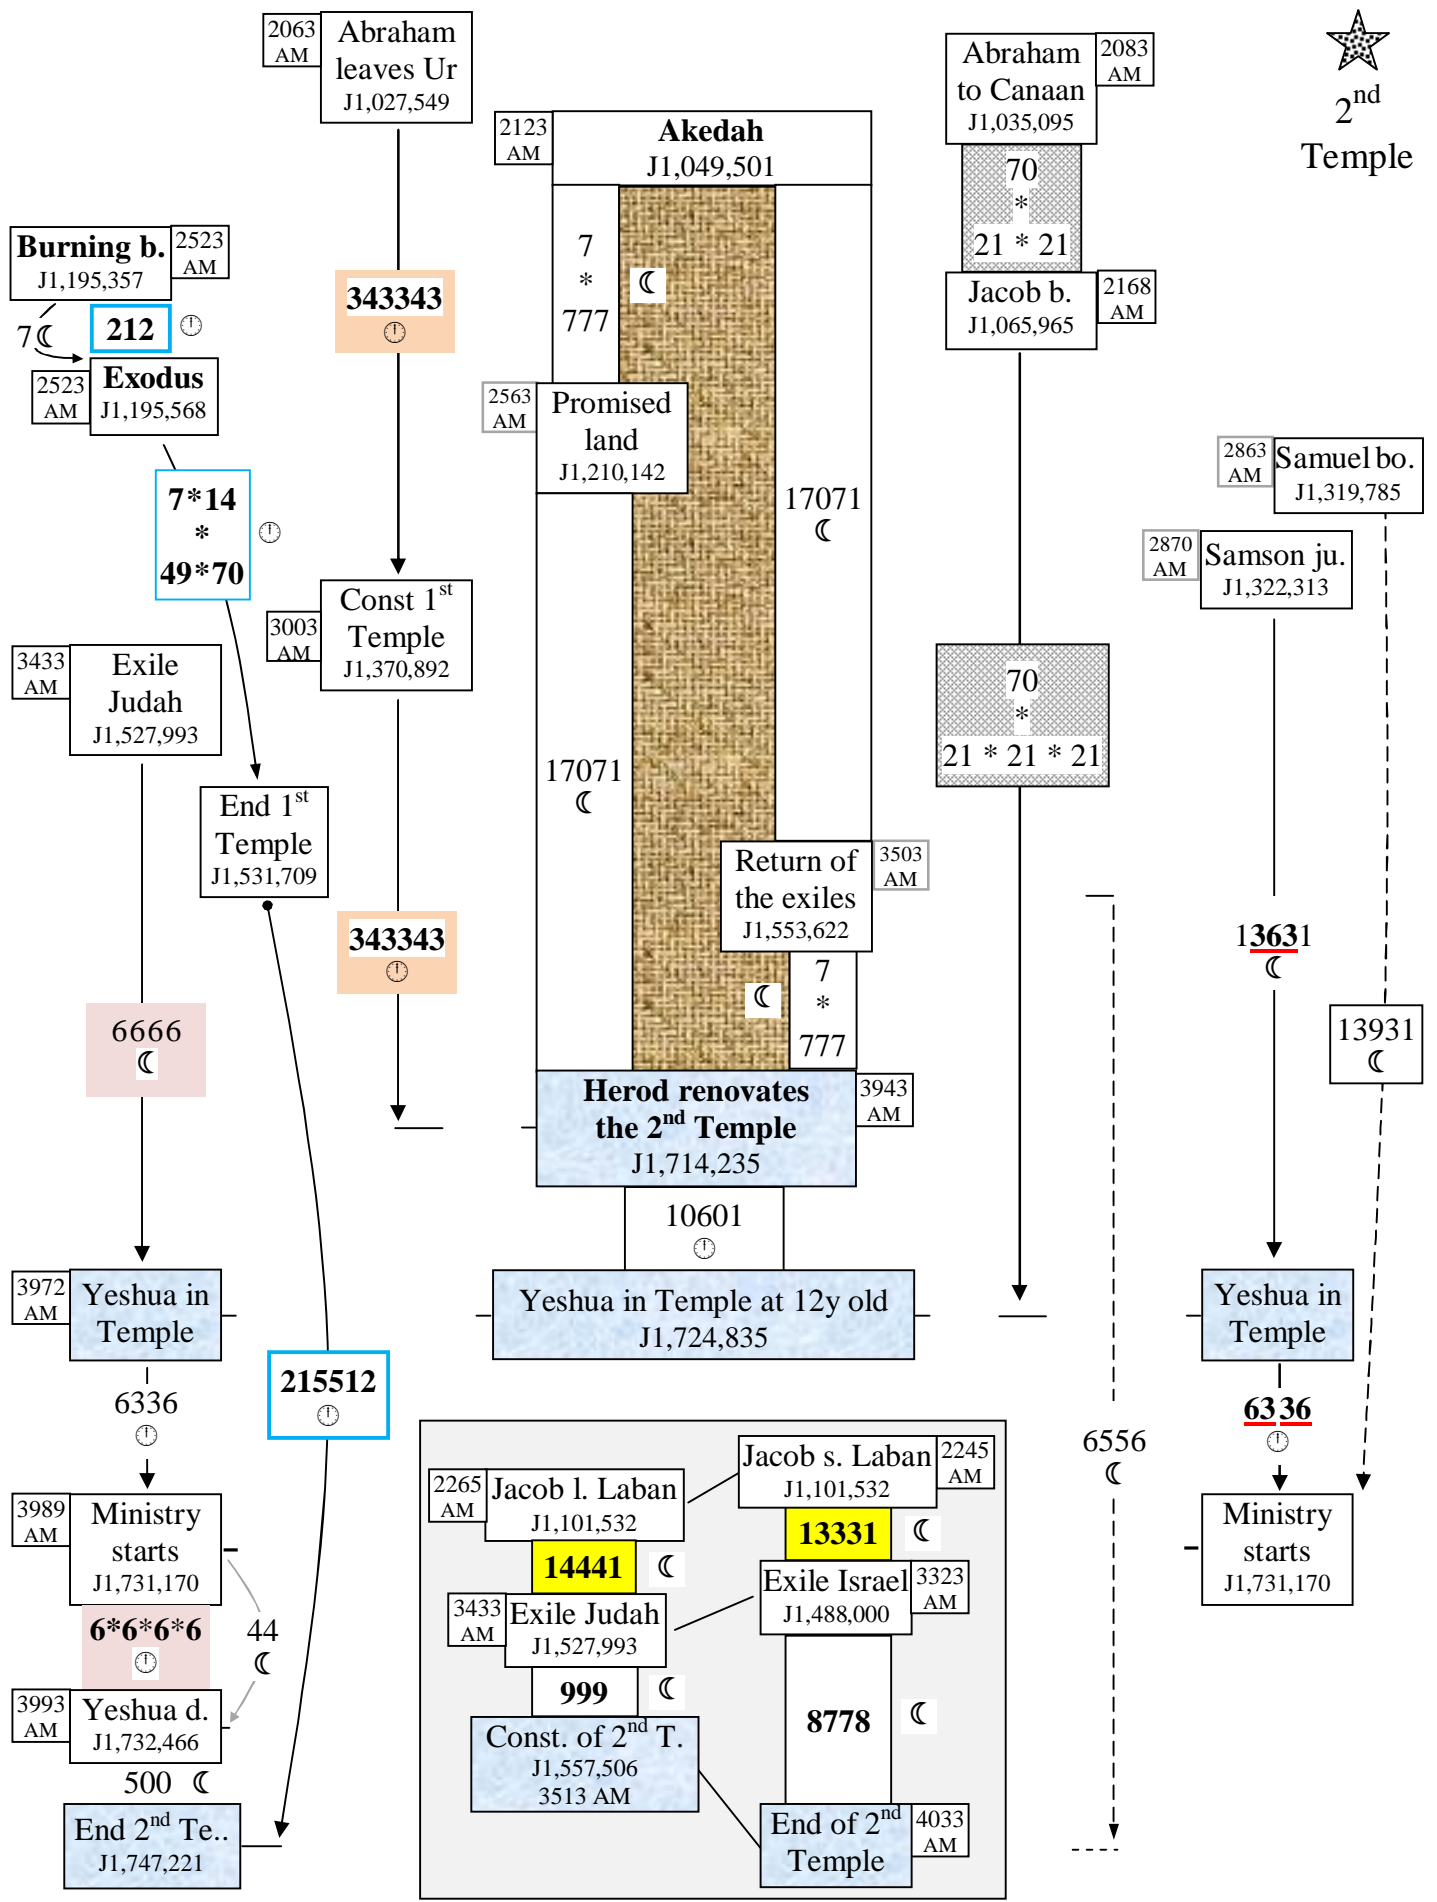 2063
AM
Abraham
leaves Ur
J1,027,549
Abraham
to Canaan
J1,035,095
2083
AM
2nd
Temple
2123
AM
Akedah
J1,049,501
70
*
21 * 21
Burning b.
J1,195,357
2523
AM
7
*
777
343343
Jacob b.
J1,065,965
2168
AM
7
212
2523
AM
Exodus
J1,195,568
2563
AM
Promised
land
J1,210,142
2863
AM
Samuel bo.
J1,319,785
7*14
*
49*70
17071
2870
AM
Samson ju.
J1,322,313
3003
AM
Const 1st
Temple
J1,370,892
3433
AM
Exile
Judah
J1,527,993
70
*
21 * 21 * 21
17071
End 1st
Temple
J1,531,709
Return of
the exiles
J1,553,622
3503
AM
343343
13631
7
*
777
6666
13931
Herod renovates
the 2nd Temple
J1,714,235
3943
AM
10601
3972
AM
Yeshua in
Temple
Yeshua in Temple at 12y old
J1,724,835
Yeshua in
Temple
6336
215512
6336
6556
Jacob s. Laban
J1,101,532
2245
AM
2265
AM
Jacob l. Laban
J1,101,532
3989
AM
Ministry
starts
J1,731,170
13331
Ministry
starts
J1,731,170
14441
Exile Israel
J1,488,000
3323
AM
3433
AM
Exile Judah
J1,527,993
6*6*6*6
44
999
3993
AM
Yeshua d.
J1,732,466
8778
Const. of 2nd T.
J1,557,506
3513 AM
500
End 2nd Te..
J1,747,221
End of 2nd
Temple
4033
AM